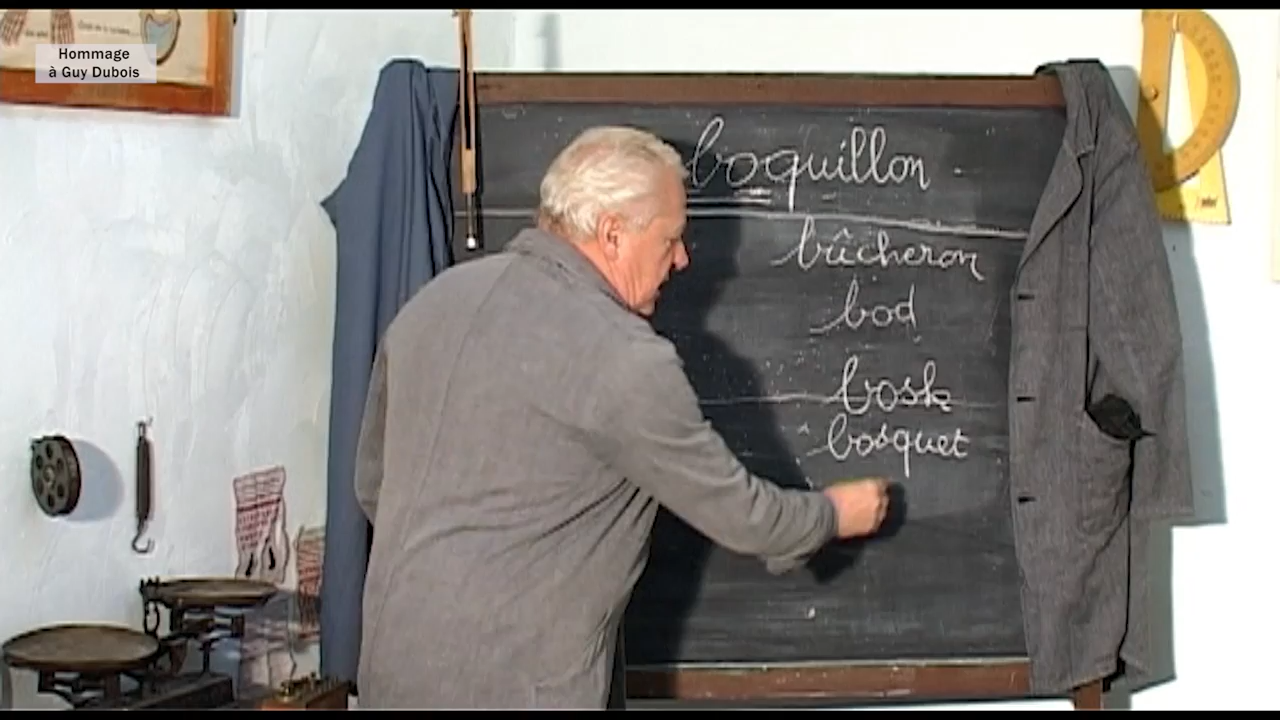 Hommage
à Guy Dubois
boquillon
bûcheron
bod
bosk
bosquet